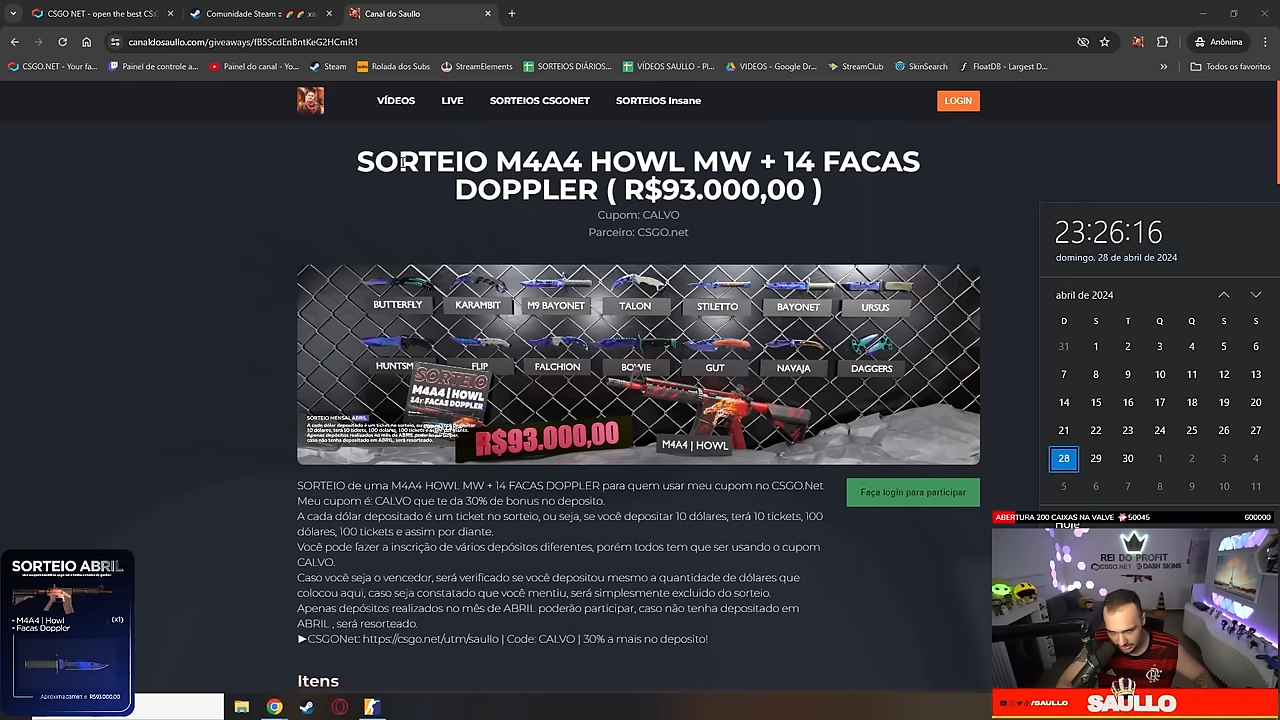 CSGO NET - open the best CS:
Comunidade Steam ::
Canal do Saullo
canaldosaullo.com/giveaways/fB5ScdEnBntKeG2HCmR1
Anônima
CSGO.NET - Your fa...
Painel de controle a...
Painel do canal - Yo...
Steam
Rolada dos Subs
StreamElements
SORTEIOS DIÁRIOS...
VÍDEOS SAULLO - Pl...
VIDEOS - Google Dr...
StreamClub
SkinSearch
FloatDB - Largest D...
Todos os favoritos
VÍDEOS
LIVE
SORTEIOS CSGONET
SORTEIOS Insane
LOGIN
SORTEIO M4A4 HOWL MW + 14 FACAS
DOPPLER ( R$93.000,00 )
Cupom: CALVO
Parceiro: CSGO.net
BUTTERFLY
KARAMBIT
M9 BAYONET
TALON
STILETTO
BAYONET
URSUS
HUNTSM
FLIP
FALCHION
BOWIE
GUT
NAVAJA
DAGGERS
SORTEIO
M4A4 | HOWL
14x FACAS DOPPLER
SORTEIO MENSAL ABRIL
R$93.000,00
M4A4 | HOWL
SORTEIO de uma M4A4 HOWL MW + 14 FACAS DOPPLER para quem usar meu cupom no CSGO.Net
Meu cupom é: CALVO que te da 30% de bonus no deposito.
A cada dólar depositado é um ticket no sorteio, ou seja, se você depositar 10 dólares, terá 10 tickets, 100
dólares, 100 tickets e assim por diante.
Você pode fazer a inscrição de vários depósitos diferentes, porém todos tem que ser usando o cupom
CALVO.
Caso você seja o vencedor, será verificado se você depositou mesmo a quantidade de dólares que
colocou aqui, caso seja constatado que você mentiu, será simplesmente excluido do sorteio.
Apenas depósitos realizados no mês de ABRIL poderão participar, caso não tenha depositado em
ABRIL , será resorteado.
▶CSGONet: https://csgo.net/utm/saullo | Code: CALVO | 30% a mais no deposito!
Faça login para participar
Itens
23:26:16
domingo, 28 de abril de 2024
abril de 2024
D S T Q Q S S
31 1 2 3 4 5 6
7 8 9 10 11 12 13
14 15 16 17 18 19 20
21 22 23 24 25 26 27
28 29 30 1 2 3 4
5 6 7 8 9 10 11
Hoje
ABERTURA 200 CAIXAS NA VALVE 50045 600000
REI DO PROFIT
CSGO.NET DASH SKINS
/SAULLO
SAULLO
SORTEIO ABRIL
- M4A4 | Howl (X1)
- Facas Doppler
R$93.000,00